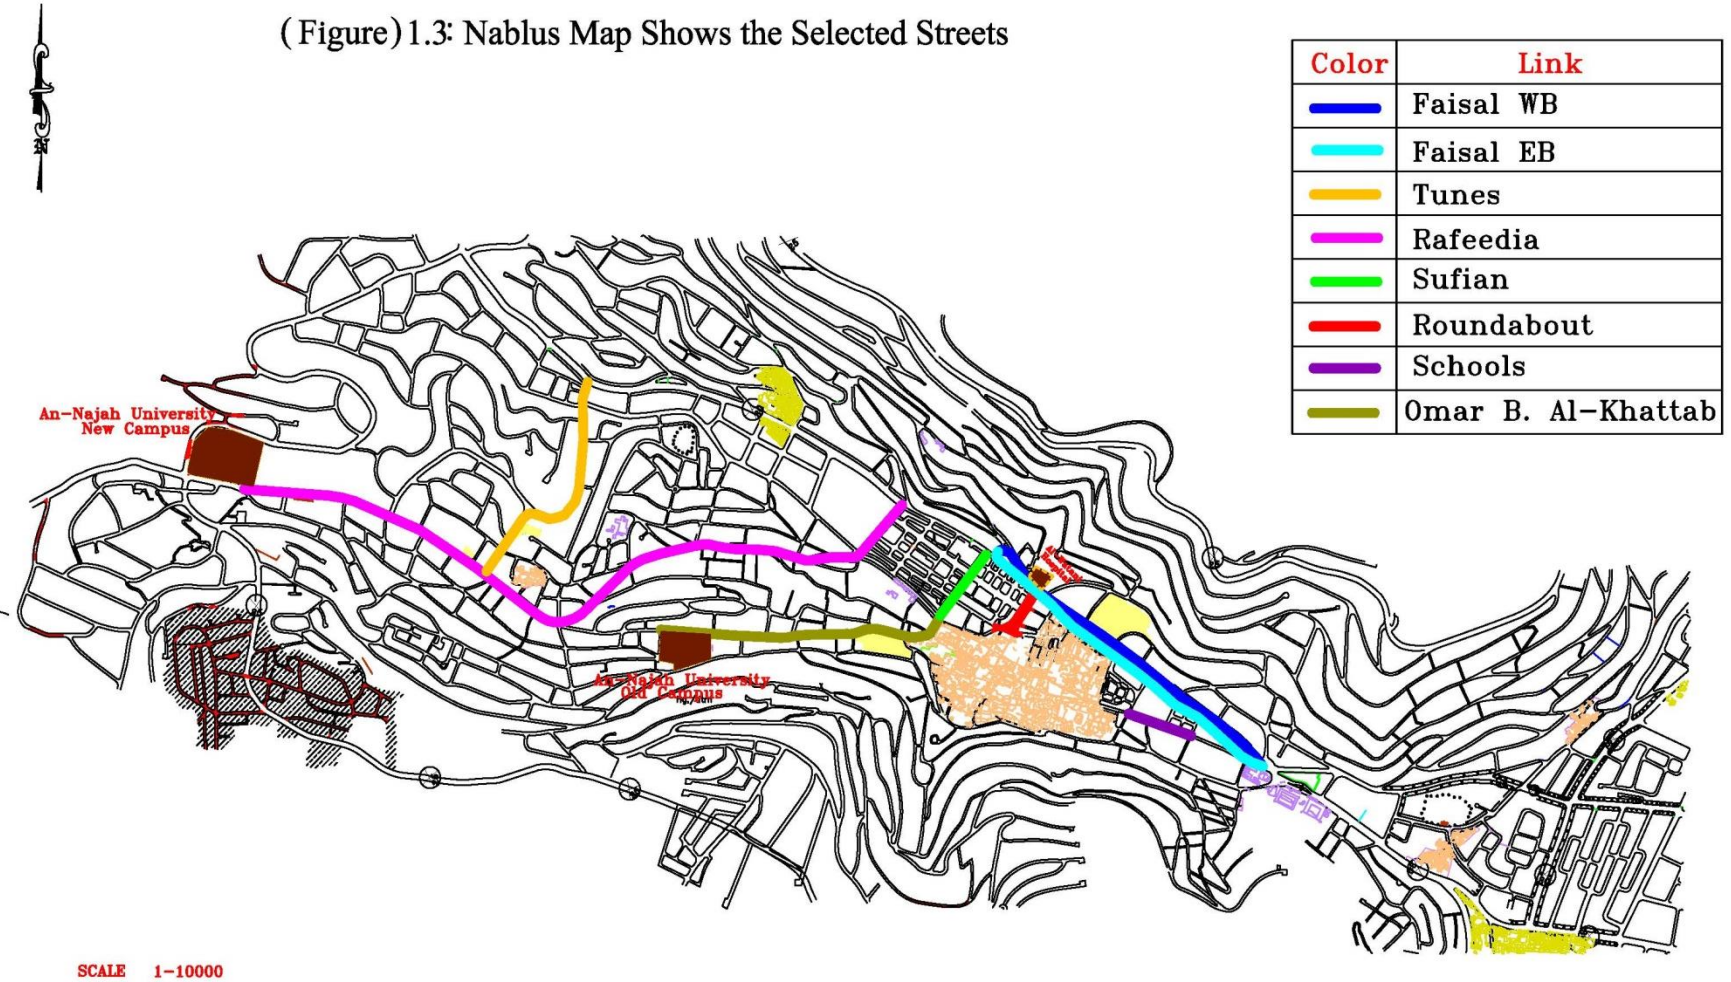 (Figure)1.3: Nablus Map Shows the Selected Streets
N
Color Link
Faisal WB
Faisal EB
Tunes
Rafeedia
Sufian
Roundabout
Schools
Omar B. Al-Khattab
An-Najah University
New Campus
Hospital
An-Najah University
Old Campus
SCALE 1-10000